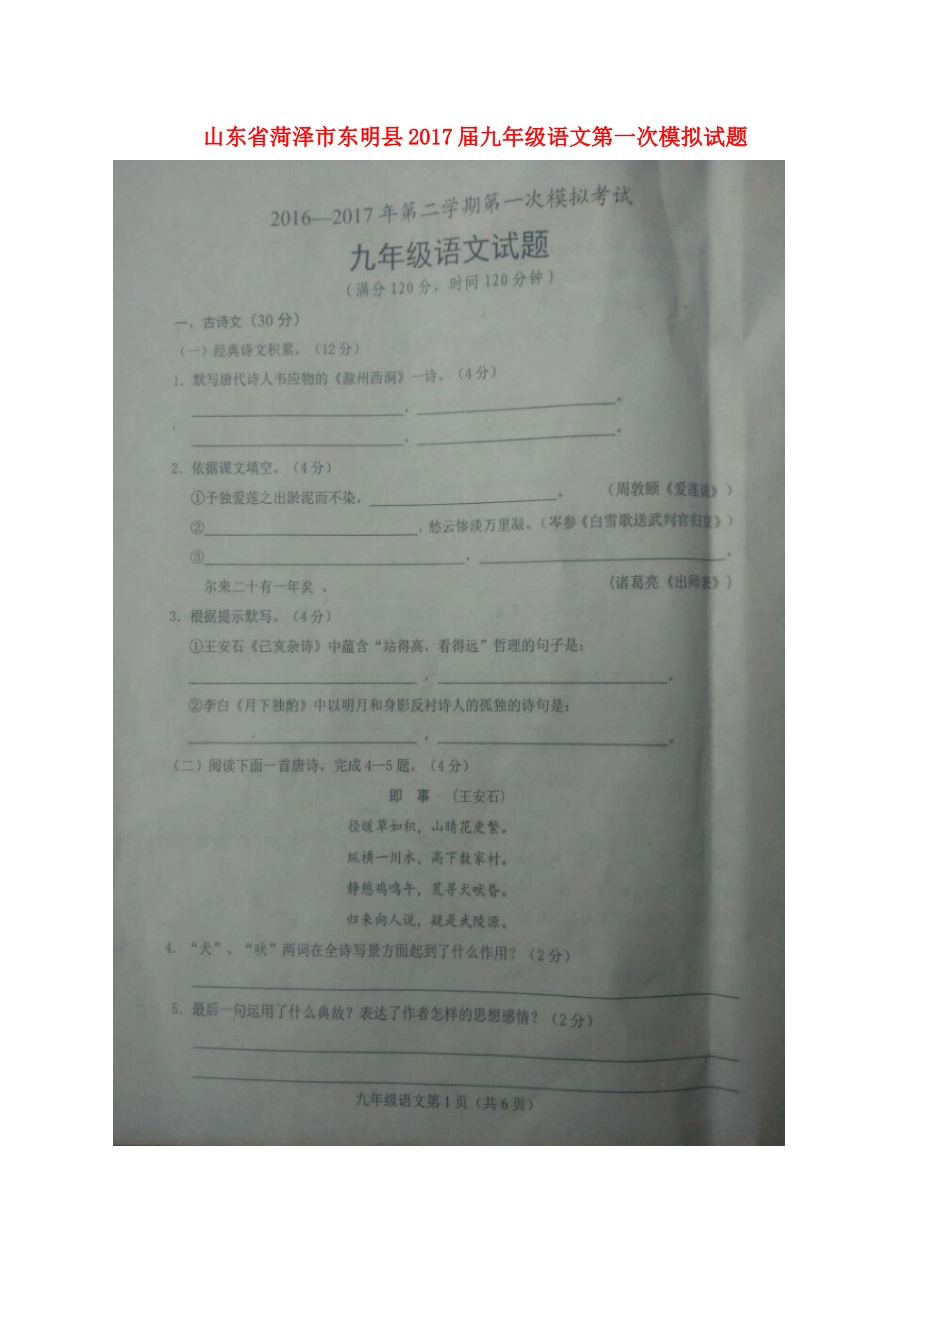 山东省菏泽市东明县2017届九年级语文第一次模拟试题
2016—2017年第二学期第一次模拟考试
九年级语文试题
（满分120分，时间120分钟）
一、古诗文（30分）
（一）经典诗文积累。（12分）
1．默写唐代诗人韦应物的《滁州西涧》一诗。（4分）
，。
，。
2．依据课文填空。（4分）
①予独爱莲之出淤泥而不染，。（周敦颐《爱莲说》）
②，愁云惨淡万里凝。（岑参《白雪歌送武判官归京》）
③，，
尔来二十有一年矣 。（诸葛亮《出师表》）
3．根据提示默写。（4分）
①王安石《己亥杂诗》中蕴含“站得高，看得远”哲理的句子是：
，。
②李白《月下独酌》中以明月和身影反衬诗人的孤独的诗句是：
，。
（二）阅读下面一首唐诗，完成4—5题。（4分）
即 事 （王安石）
径暖草如积，山晴花更繁。
纵横一川水，高下数家村。
静憩鸡鸣午，荒寻犬吠昏。
归来向人说，疑是武陵源。
4．“犬”、“吠”两词在全诗写景方面起到了什么作用？（2分）
5．最后一句运用了什么典故？表达了作者怎样的思想感情？（2分）
九年级语文第1页（共6页）